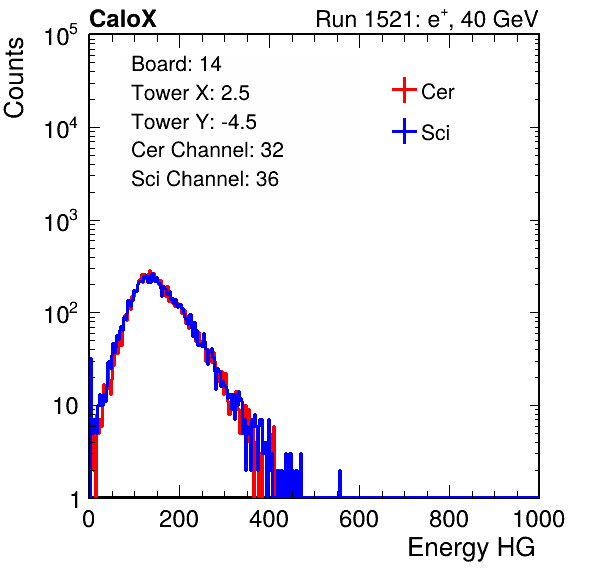 CaloX Run 1521: e⁺, 40 GeV
Board: 14
Tower X: 2.5
Tower Y: -4.5
Cer Channel: 32
Sci Channel: 36
Cer
Sci
Counts
10⁵
10⁴
10³
10²
10
1
0 200 400 600 800 1000
Energy HG